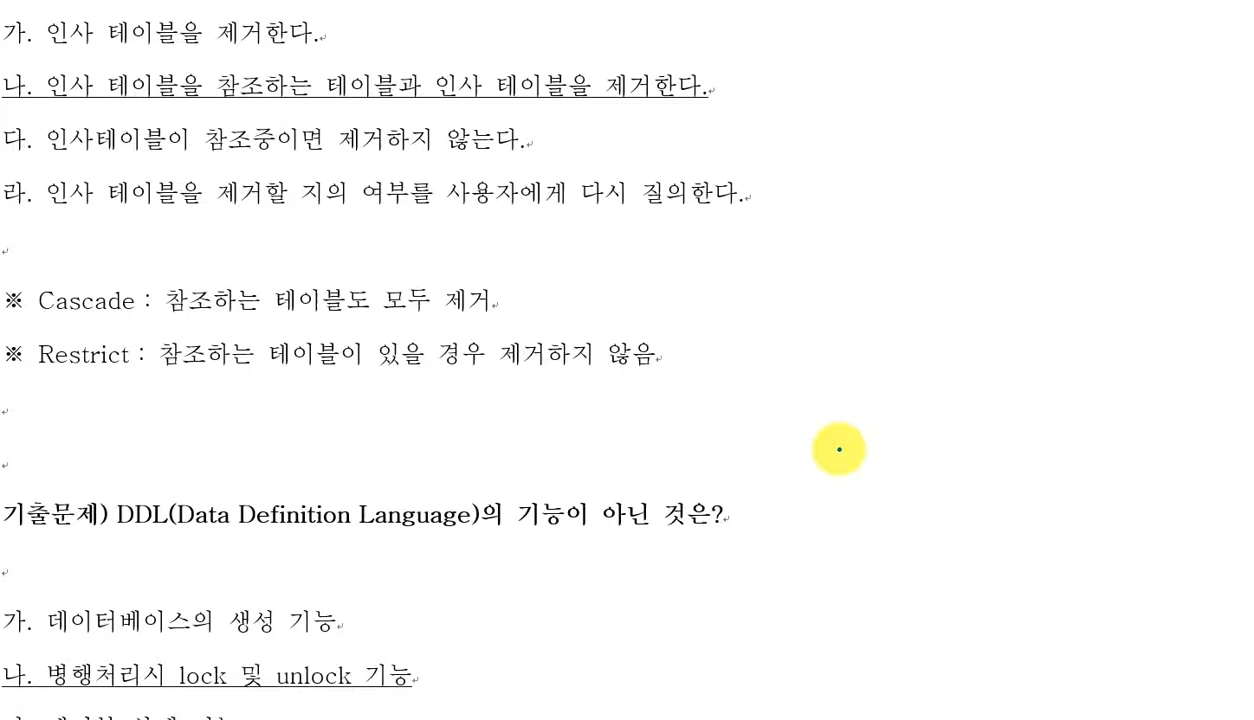 가. 인사 테이블을 제거한다.
나. 인사 테이블을 참조하는 테이블과 인사 테이블을 제거한다.
다. 인사테이블이 참조중이면 제거하지 않는다.
라. 인사 테이블을 제거할 지의 여부를 사용자에게 다시 질의한다.
※ Cascade : 참조하는 테이블도 모두 제거
※ Restrict : 참조하는 테이블이 있을 경우 제거하지 않음
기출문제) DDL(Data Definition Language)의 기능이 아닌 것은?
가. 데이터베이스의 생성 기능
나. 병행처리시 lock 및 unlock 기능